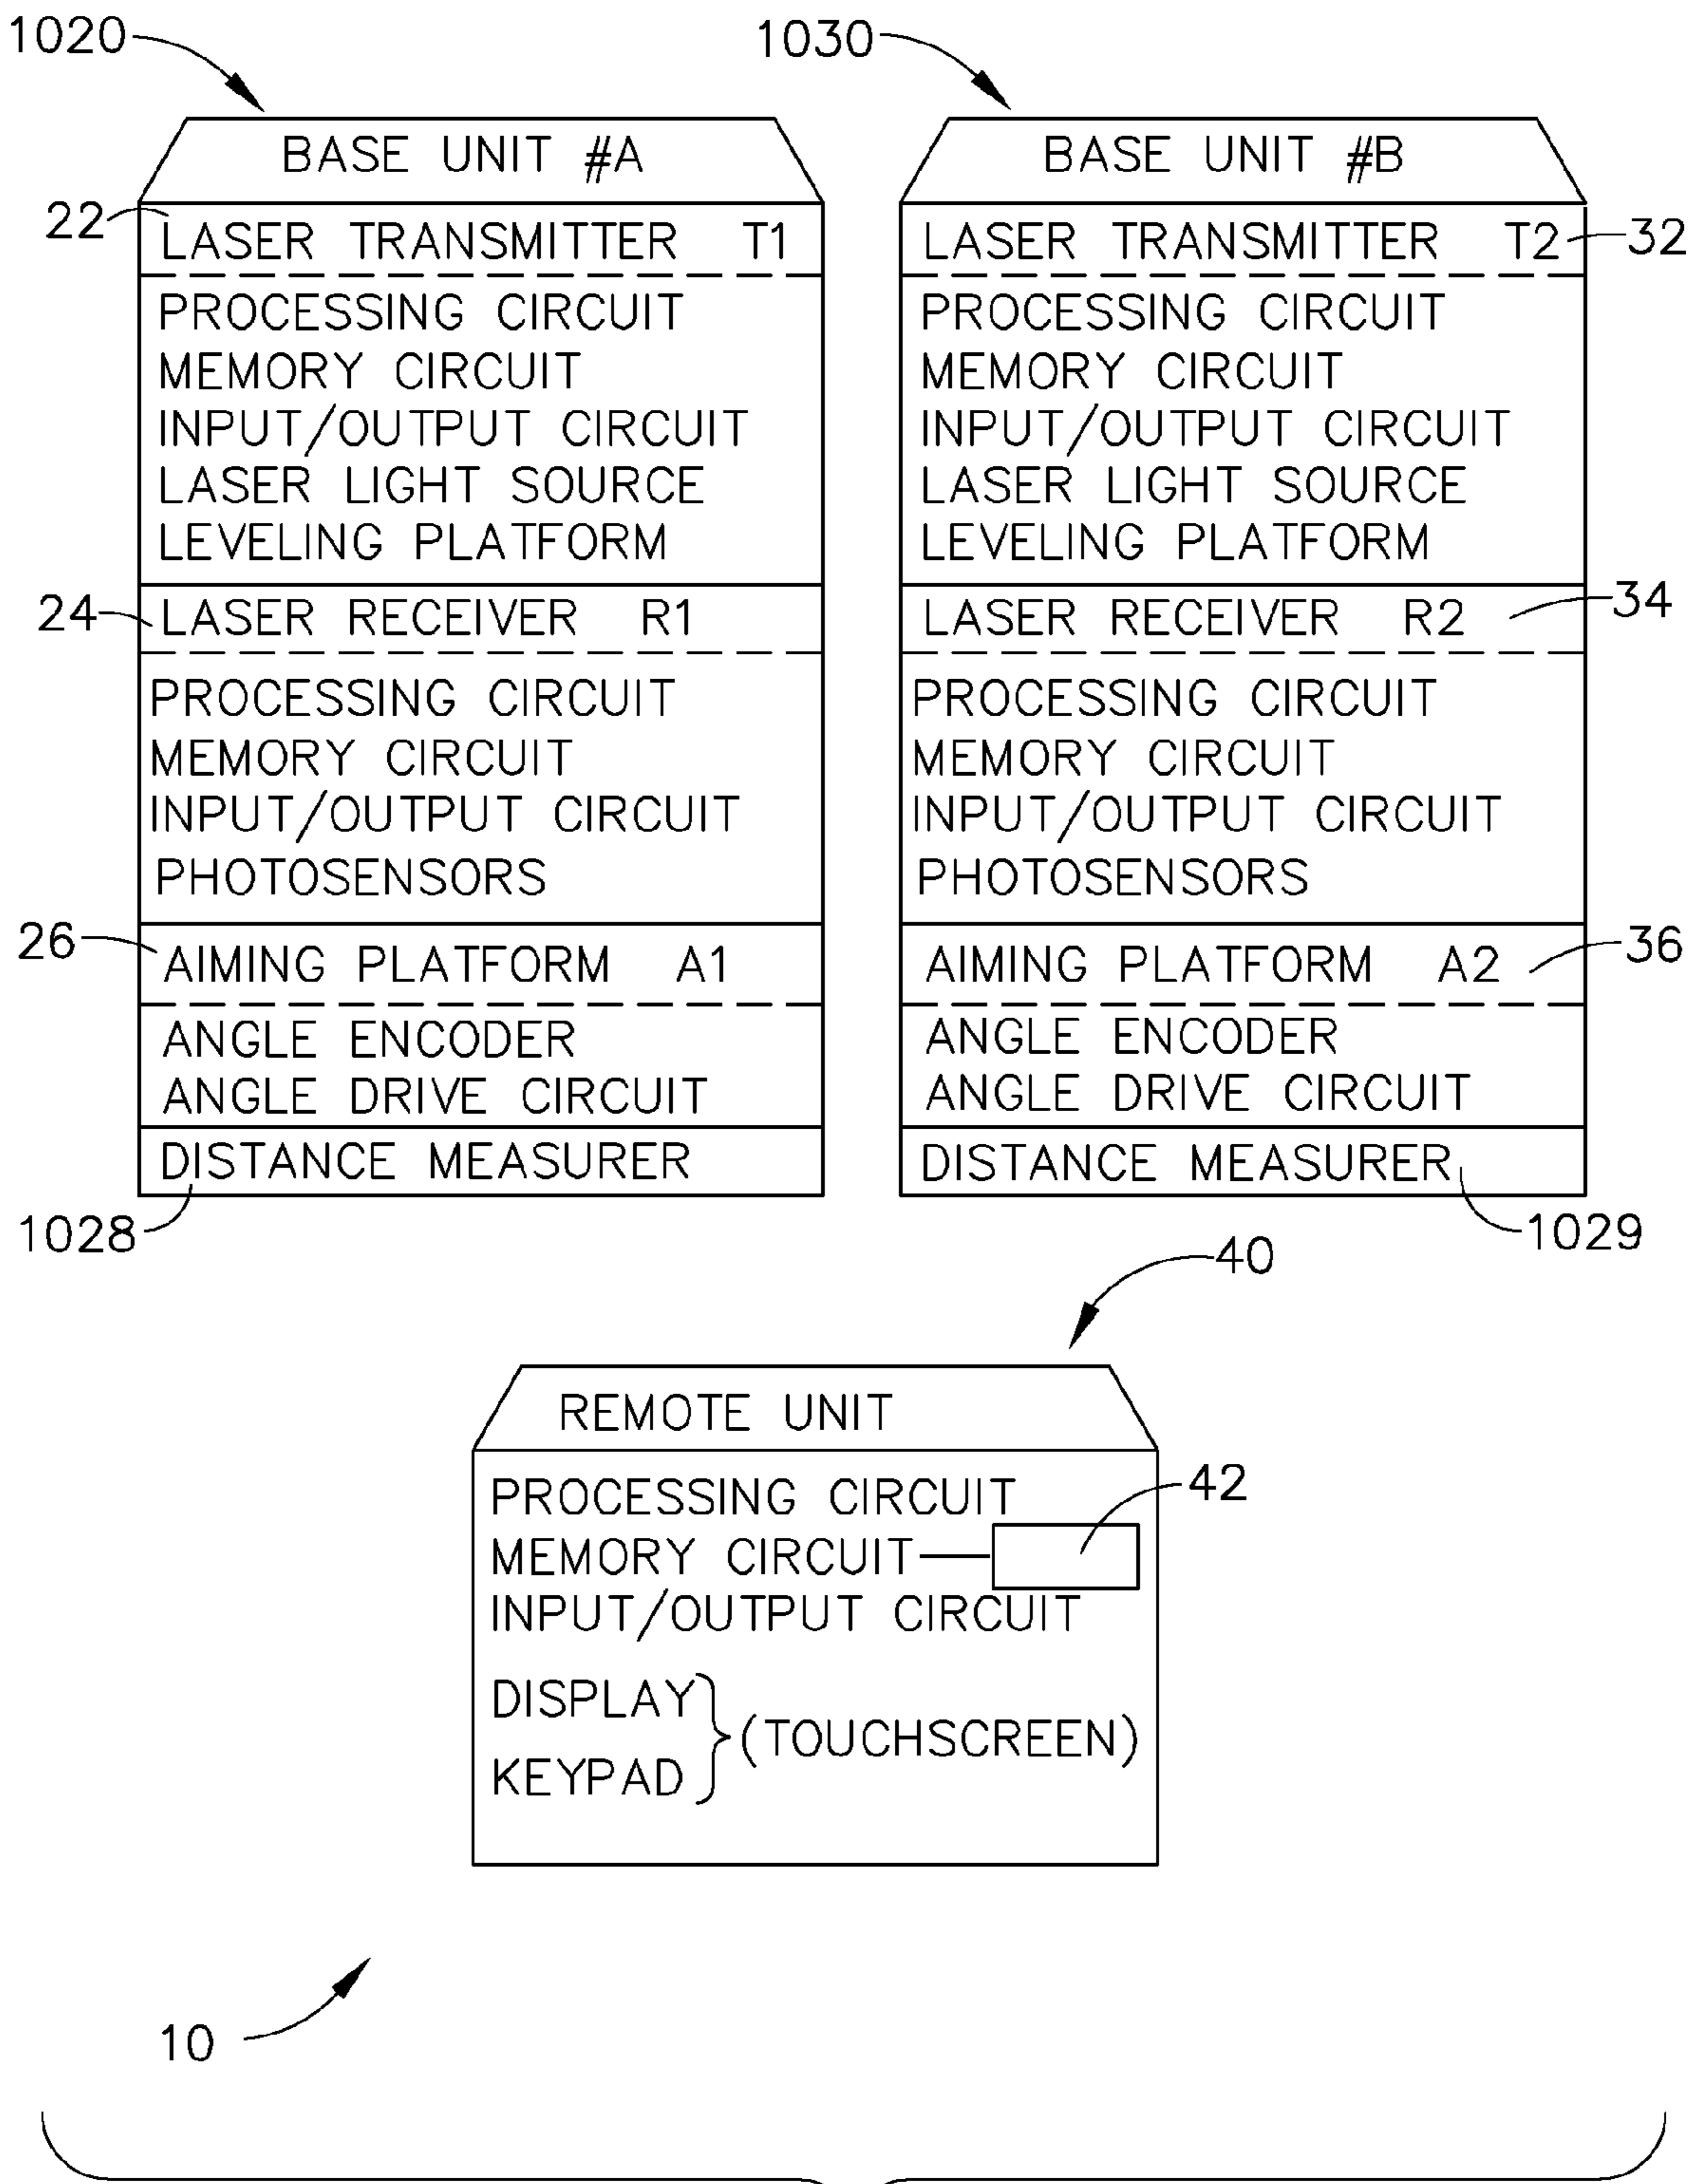 1020
1030
BASE UNIT #A
22
LASER TRANSMITTER T1
PROCESSING CIRCUIT
MEMORY CIRCUIT
INPUT/OUTPUT CIRCUIT
LASER LIGHT SOURCE
LEVELING PLATFORM
24
LASER RECEIVER R1
PROCESSING CIRCUIT
MEMORY CIRCUIT
INPUT/OUTPUT CIRCUIT
PHOTOSENSORS
26
AIMING PLATFORM A1
ANGLE ENCODER
ANGLE DRIVE CIRCUIT
DISTANCE MEASURER
1028
BASE UNIT #B
LASER TRANSMITTER T2
32
PROCESSING CIRCUIT
MEMORY CIRCUIT
INPUT/OUTPUT CIRCUIT
LASER LIGHT SOURCE
LEVELING PLATFORM
LASER RECEIVER R2
34
PROCESSING CIRCUIT
MEMORY CIRCUIT
INPUT/OUTPUT CIRCUIT
PHOTOSENSORS
AIMING PLATFORM A2
36
ANGLE ENCODER
ANGLE DRIVE CIRCUIT
DISTANCE MEASURER
1029
40
REMOTE UNIT
PROCESSING CIRCUIT
42
MEMORY CIRCUIT
INPUT/OUTPUT CIRCUIT
DISPLAY
(TOUCHSCREEN)
KEYPAD
10